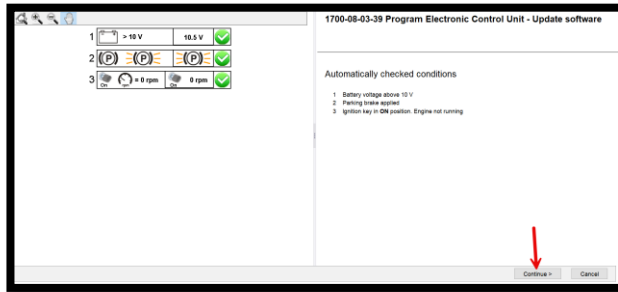 1700-08-03-39 Program Electronic Control Unit - Update software
1 > 10 V 10.5 V
2 (P) (P) (P)
3 On rpm = 0 rpm On 0 rpm
Automatically checked conditions
1 Battery voltage above 10 V
2 Parking brake applied
3 Ignition key in ON position. Engine not running
Continue > Cancel